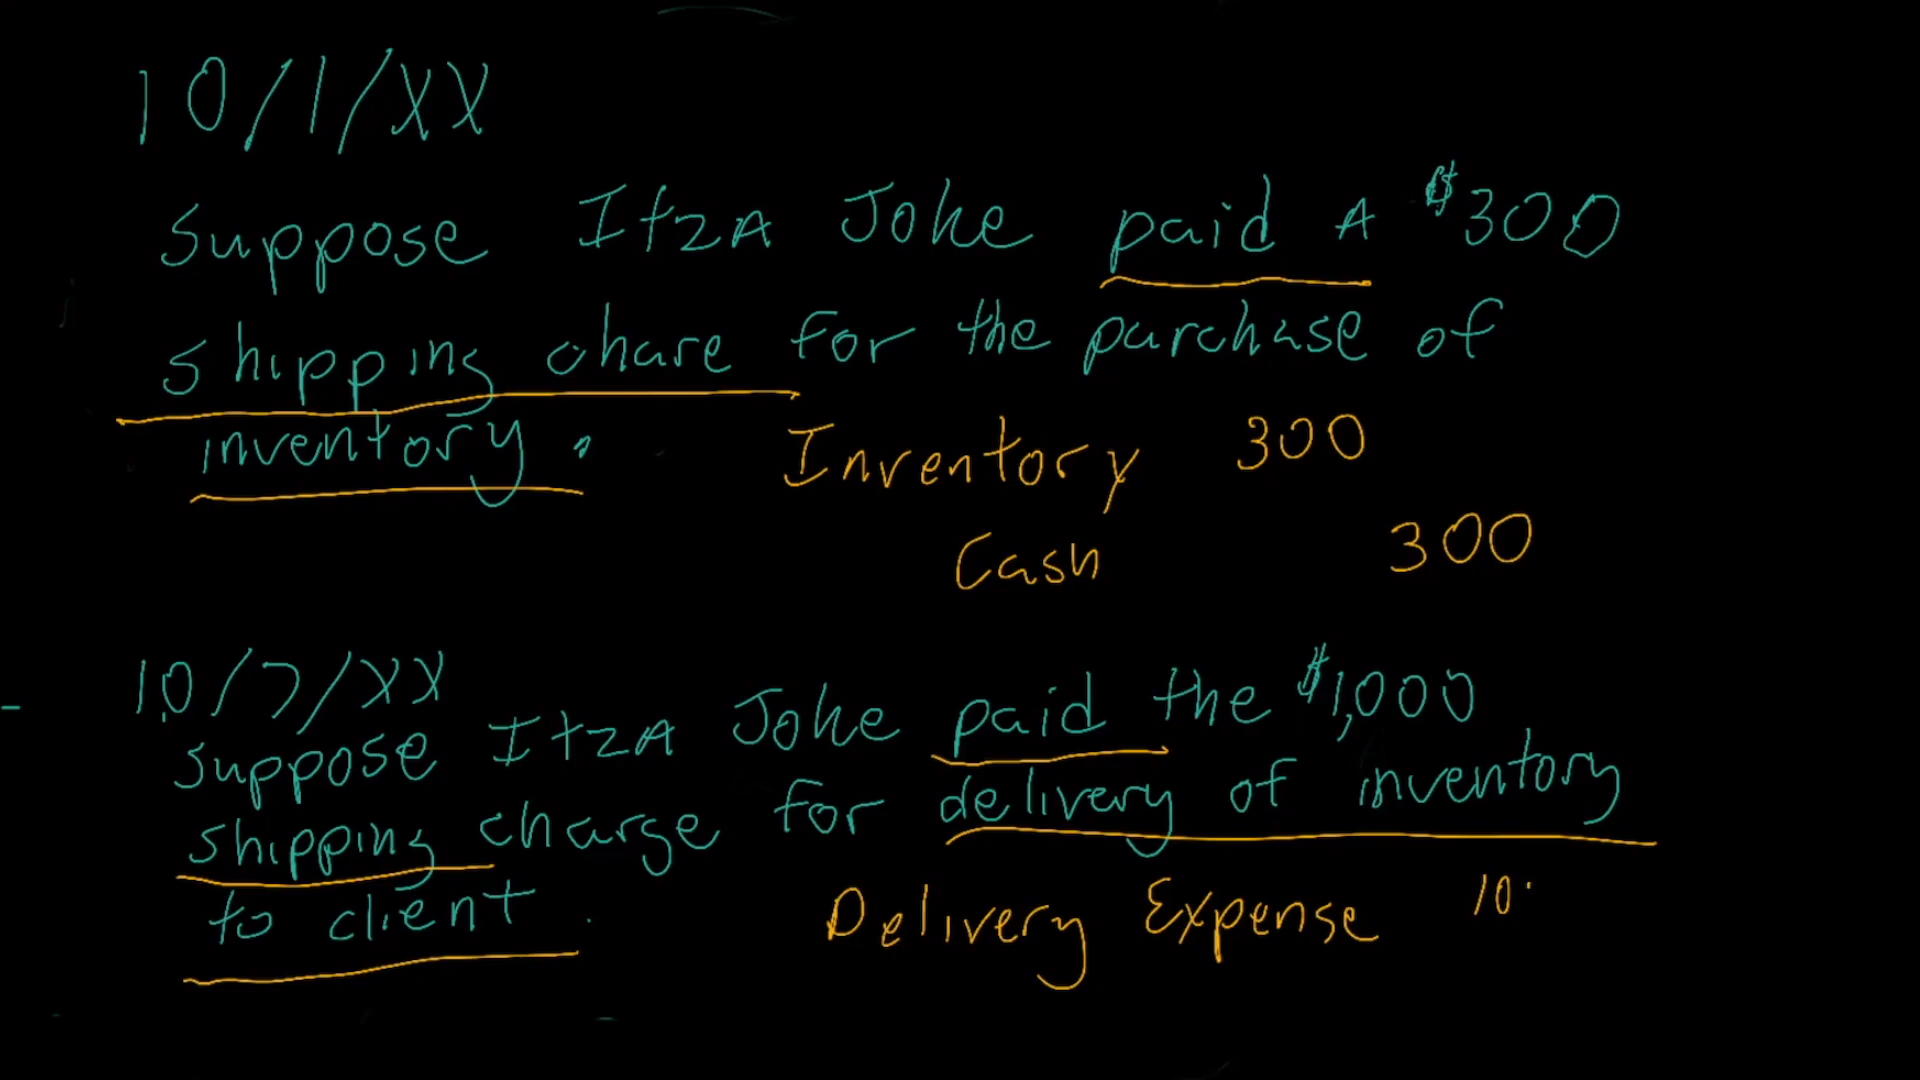 10/1/XX
Suppose ItzA Joke paid A $300
shipping chare for the purchase of
inventory.
Inventory 300
Cash 300
10/7/XX
Suppose ItzA Joke paid the $1,000
shipping charge for delivery of inventory
to client.
Delivery Expense 10